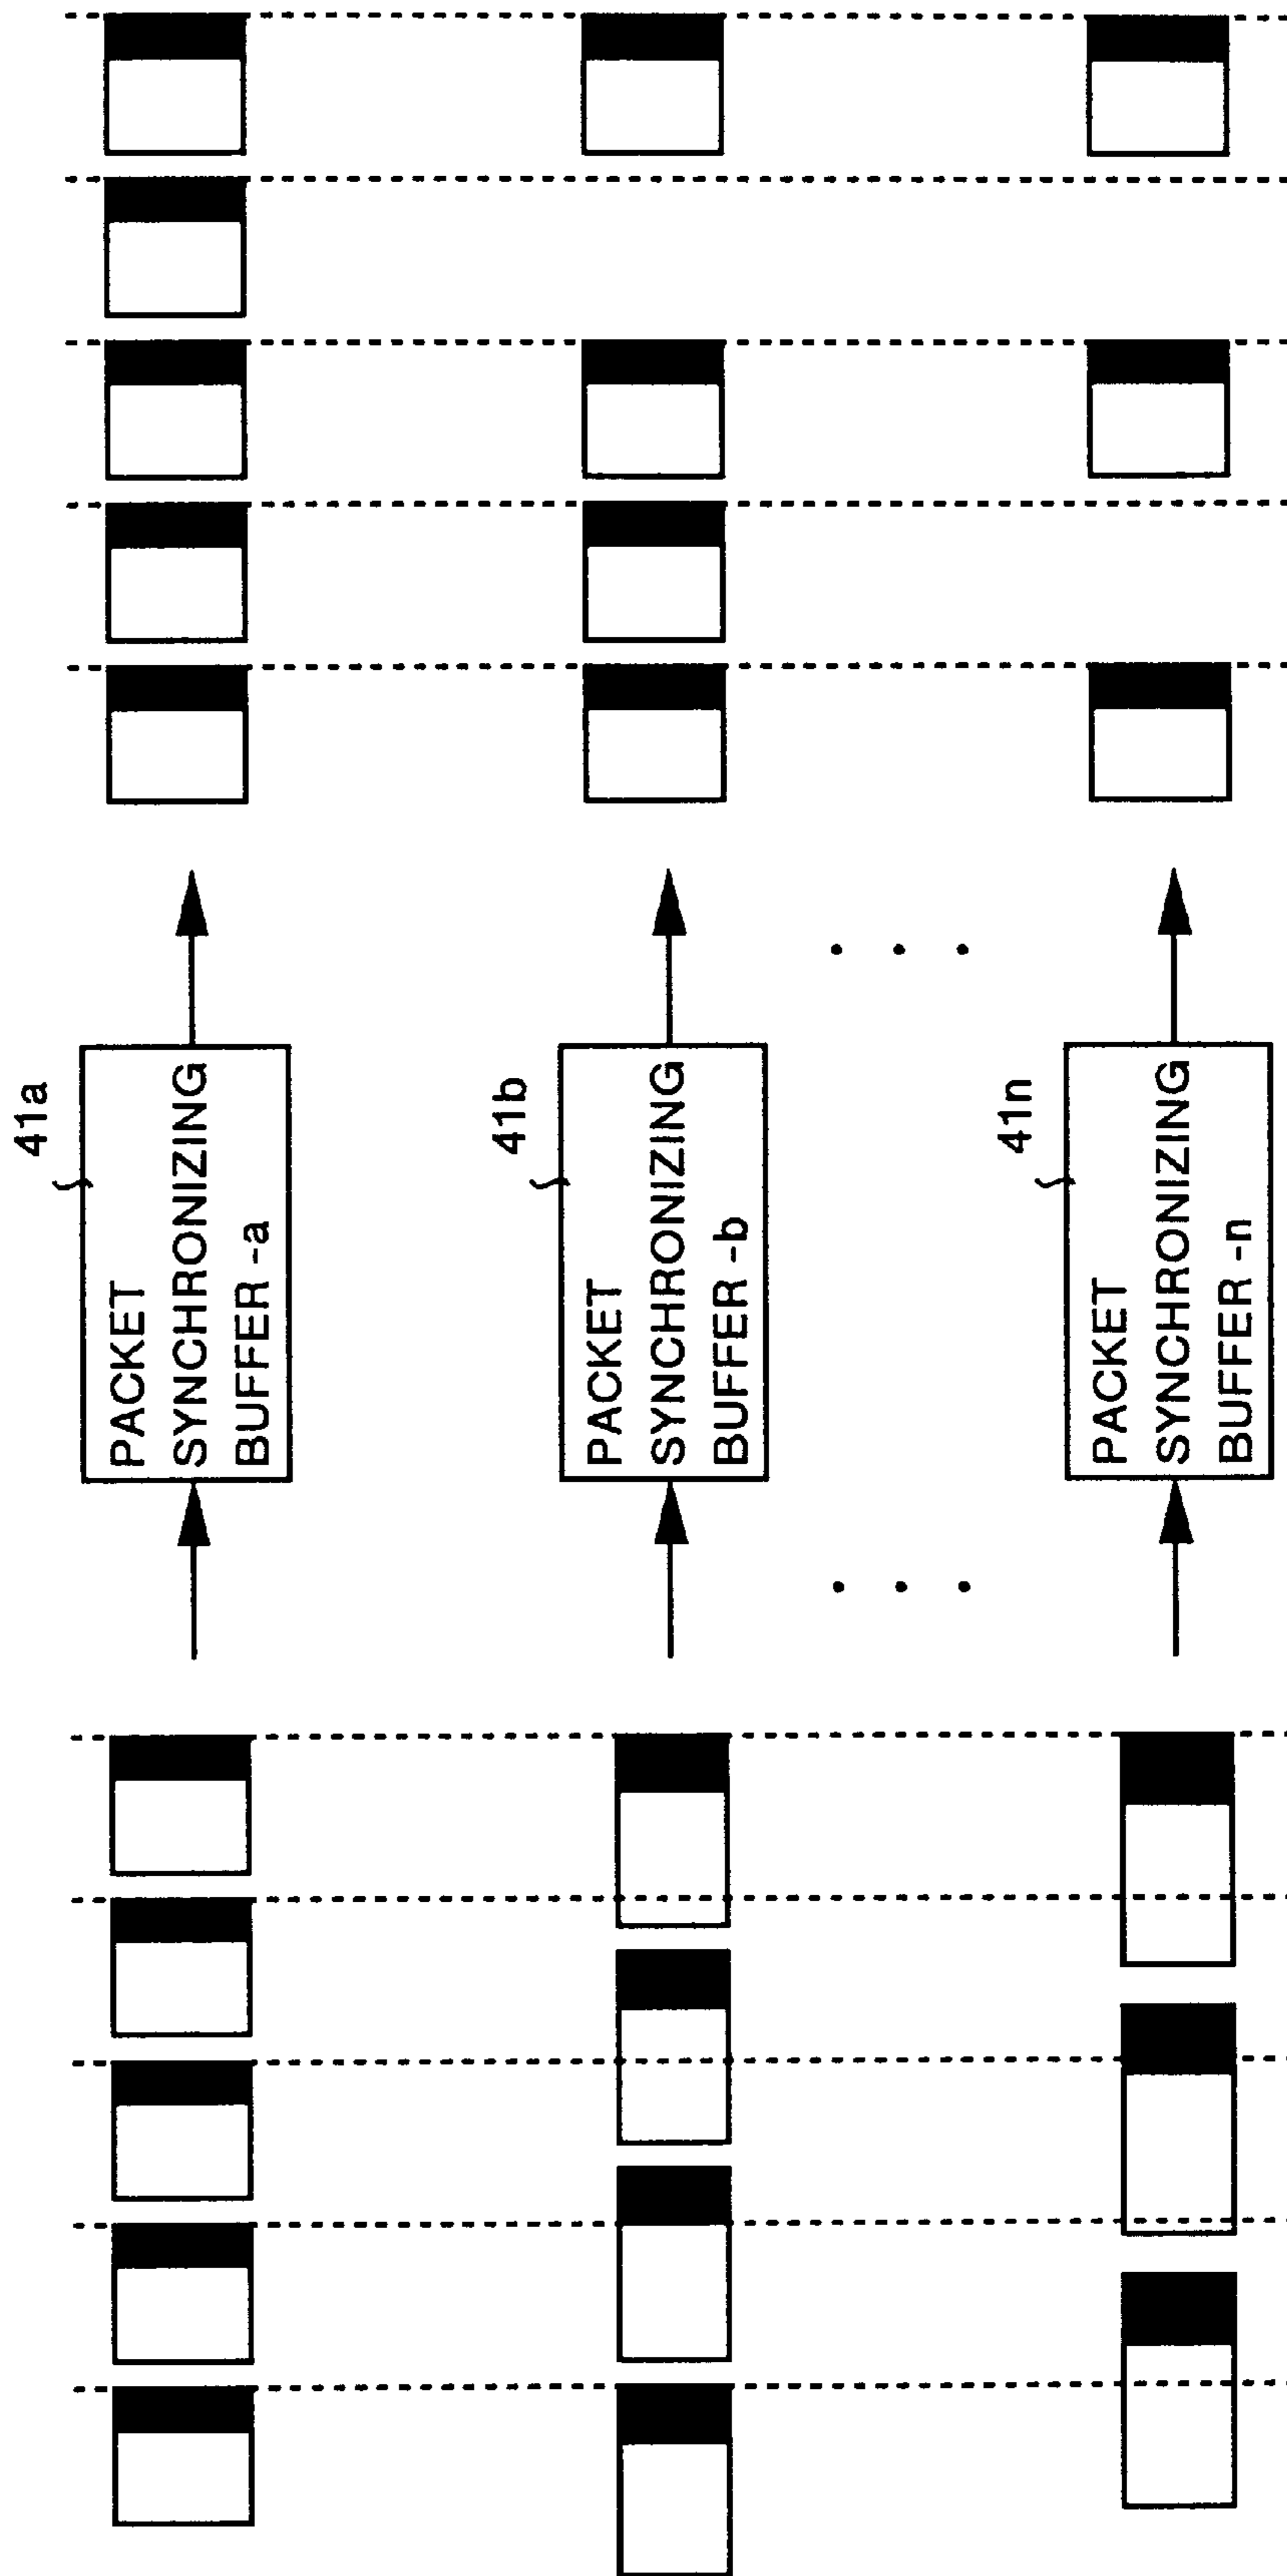 41a
PACKET
SYNCHRONIZING
BUFFER -a
41b
PACKET
SYNCHRONIZING
BUFFER -b
41n
PACKET
SYNCHRONIZING
BUFFER -n